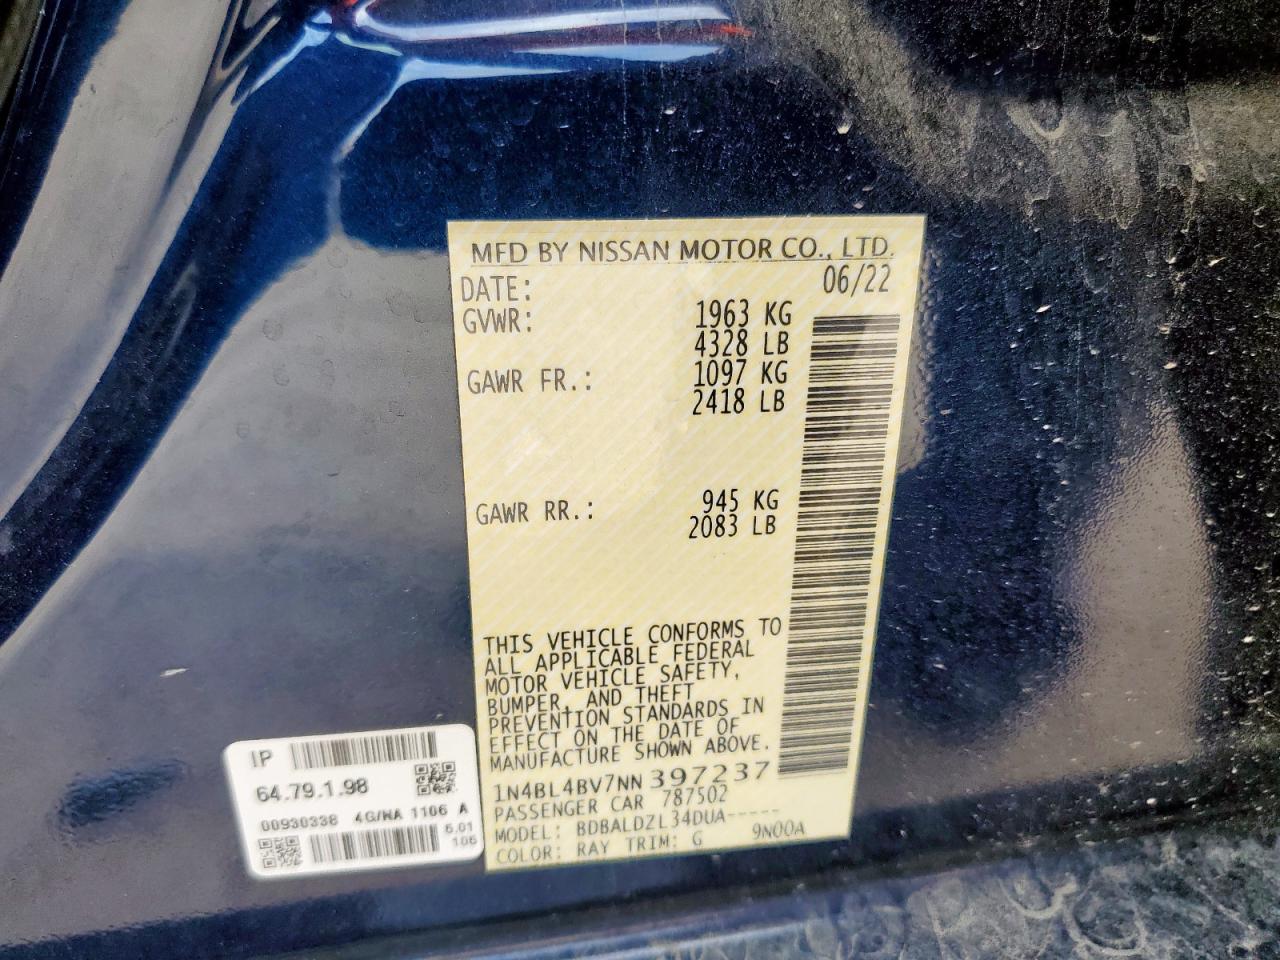 MFD BY NISSAN MOTOR CO., LTD.
DATE: 06/22
GVWR: 1963 KG
4328 LB
GAWR FR.: 1097 KG
2418 LB
GAWR RR.: 945 KG
2083 LB
THIS VEHICLE CONFORMS TO
ALL APPLICABLE FEDERAL
MOTOR VEHICLE SAFETY,
BUMPER, AND THEFT
PREVENTION STANDARDS IN
EFFECT ON THE DATE OF
MANUFACTURE SHOWN ABOVE.
1N4BL4BV7NN397237
PASSENGER CAR 787502
MODEL: BDBALDZL34DUA-----
COLOR: RAY TRIM: G 9N00A
IP
64.79.1.98
00930338 4G/WA 1106 A
5.01
106